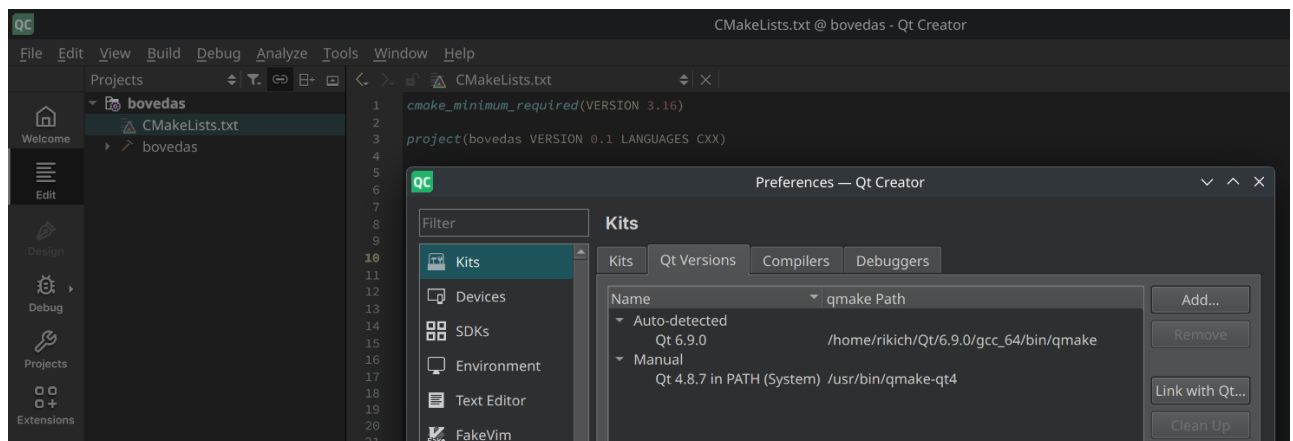 QC CMakeLists.txt @ bovedas - Qt Creator
File Edit View Build Debug Analyze Tools Window Help
Projects CMakeLists.txt
Welcome
Edit
Design
Debug
Projects
Extensions
bovedas
CMakeLists.txt
bovedas
1 cmake_minimum_required(VERSION 3.16)
2
3 project(bovedas VERSION 0.1 LANGUAGES CXX)
4
5
6
7
8
9
10
11
12
13
14
15
16
17
18
19
20
21
QC Preferences — Qt Creator
Filter
Kits
Devices
SDKs
Environment
Text Editor
FakeVim
Kits
Kits Qt Versions Compilers Debuggers
Name qmake Path
Auto-detected
Qt 6.9.0 /home/rikich/Qt/6.9.0/gcc_64/bin/qmake
Manual
Qt 4.8.7 in PATH (System) /usr/bin/qmake-qt4
Add...
Remove
Link with Qt...
Clean Up